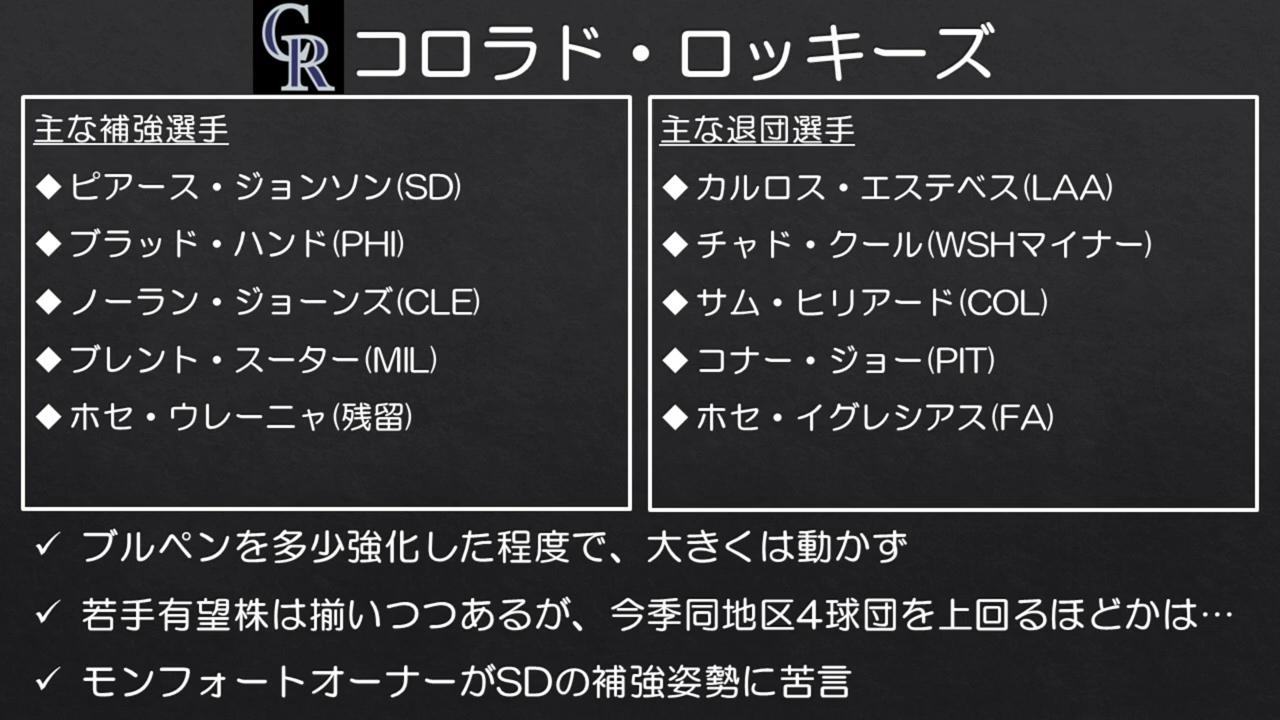 CR コロラド・ロッキーズ
主な補強選手
◆ピアース・ジョンソン(SD)
◆ブラッド・ハンド(PHI)
◆ノーラン・ジョーンズ(CLE)
◆ブレント・スーター(MIL)
◆ホセ・ウレーニャ(残留)
主な退団選手
◆カルロス・エステベス(LAA)
◆チャド・クール(WSHマイナー)
◆サム・ヒリアード(COL)
◆コナー・ジョー(PIT)
◆ホセ・イグレシアス(FA)
✓ ブルペンを多少強化した程度で、大きくは動かず
✓ 若手有望株は揃いつつあるが、今季同地区4球団を上回るほどかは…
✓ モンフォートオーナーがSDの補強姿勢に苦言